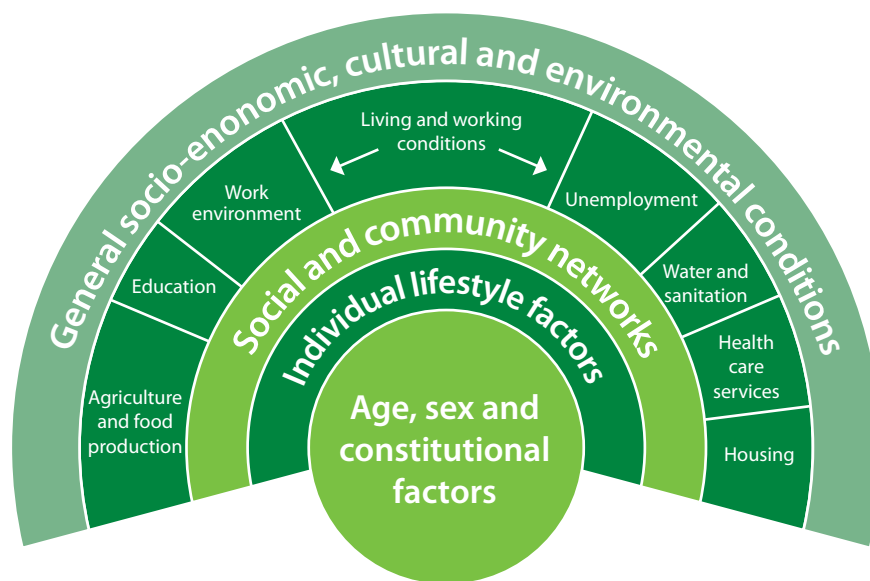 General socio-enonomic, cultural and environmental conditions
Living and working
conditions
Work
environment
Unemployment
Education
Water and
sanitation
Agriculture
and food
production
Health
care
services
Housing
Social and community networks
Individual lifestyle factors
Age, sex and
constitutional
factors